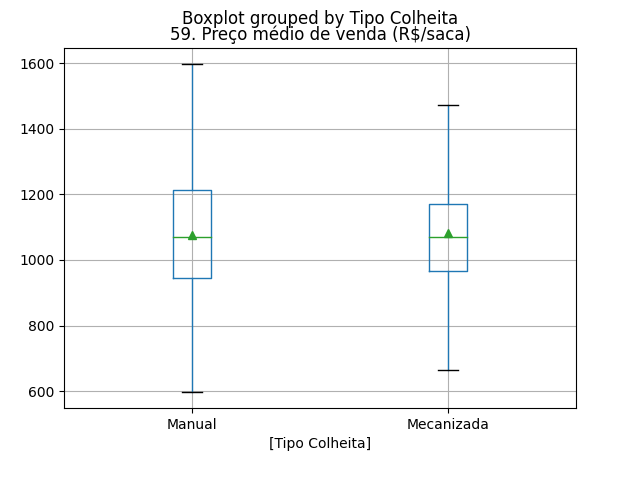 Boxplot grouped by Tipo Colheita
59. Preço médio de venda (R$/saca)
1600
1400
1200
1000
800
600
Manual Mecanizada
[Tipo Colheita]